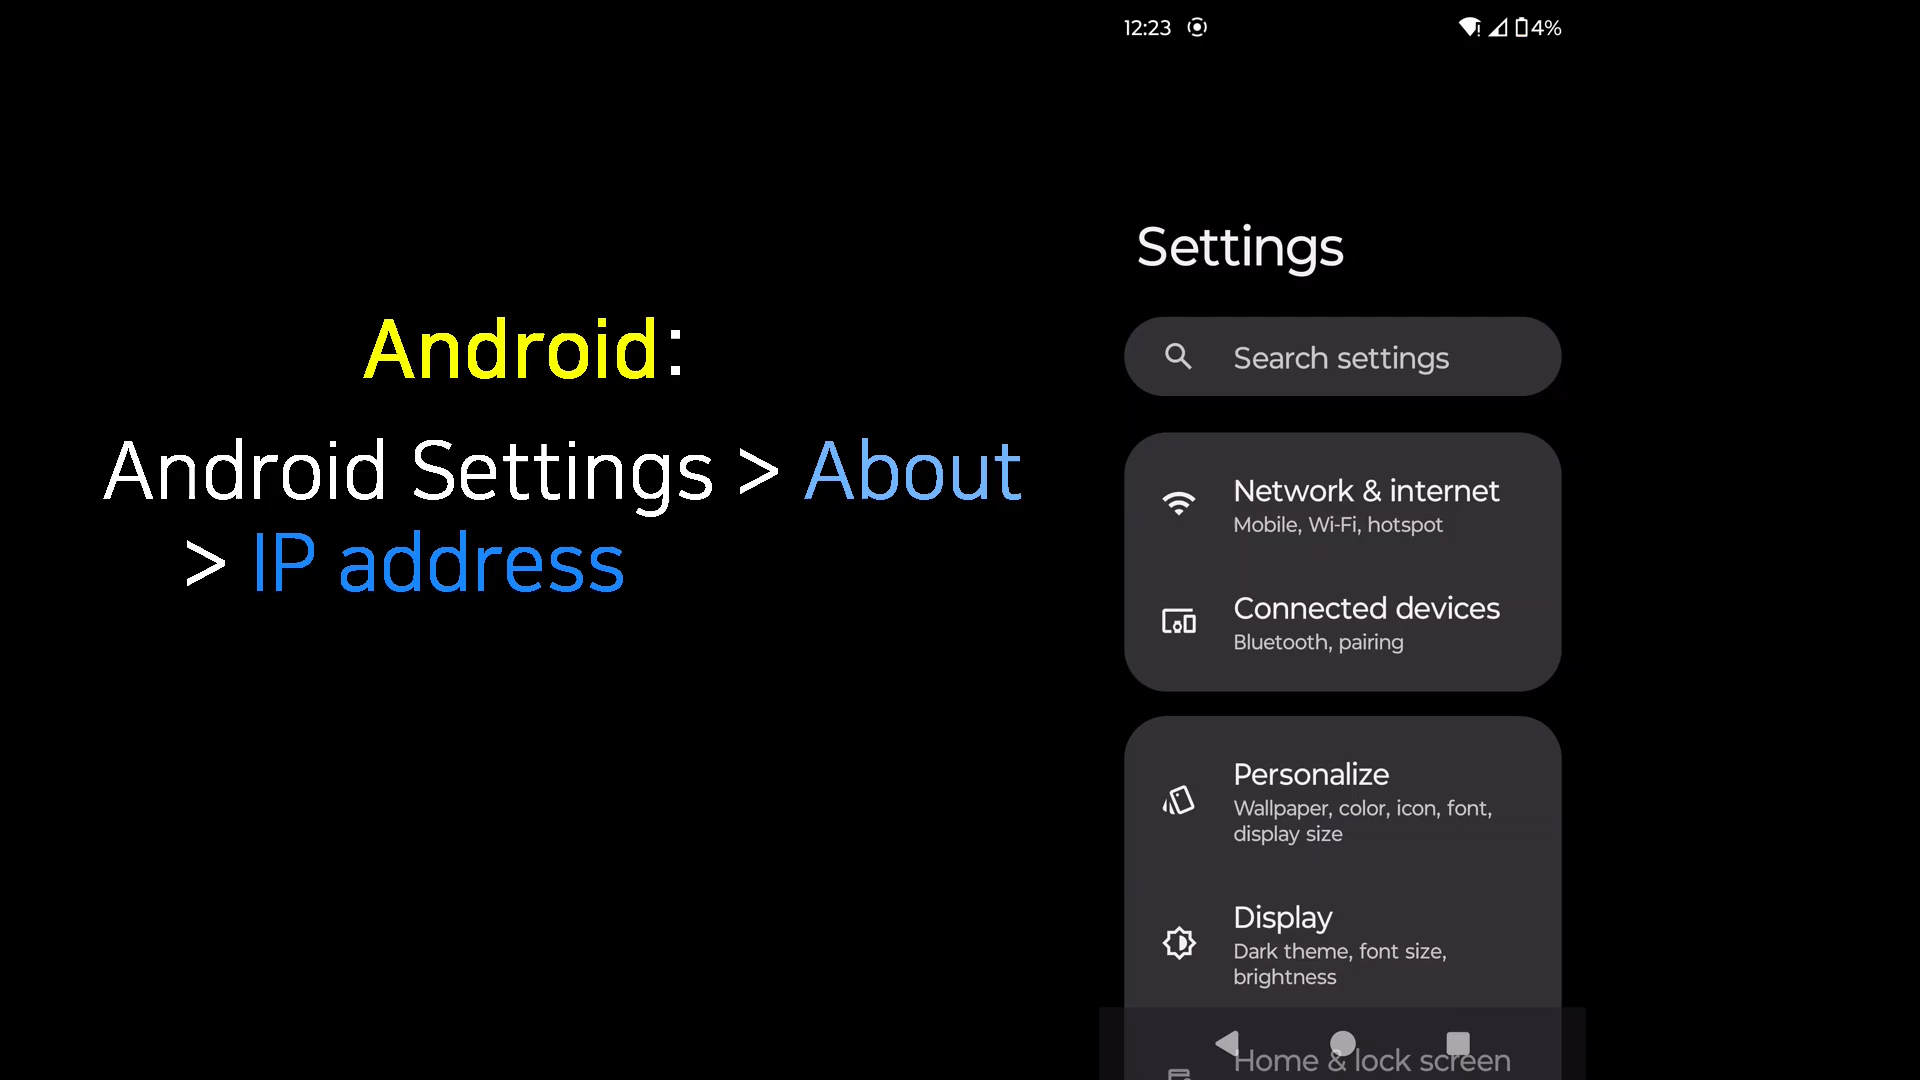 Android:
Android Settings > About
> IP address
12:23
4%
Settings
Search settings
Network & internet
Mobile, Wi-Fi, hotspot
Connected devices
Bluetooth, pairing
Personalize
Wallpaper, color, icon, font,
display size
Display
Dark theme, font size,
brightness
Home & lock screen